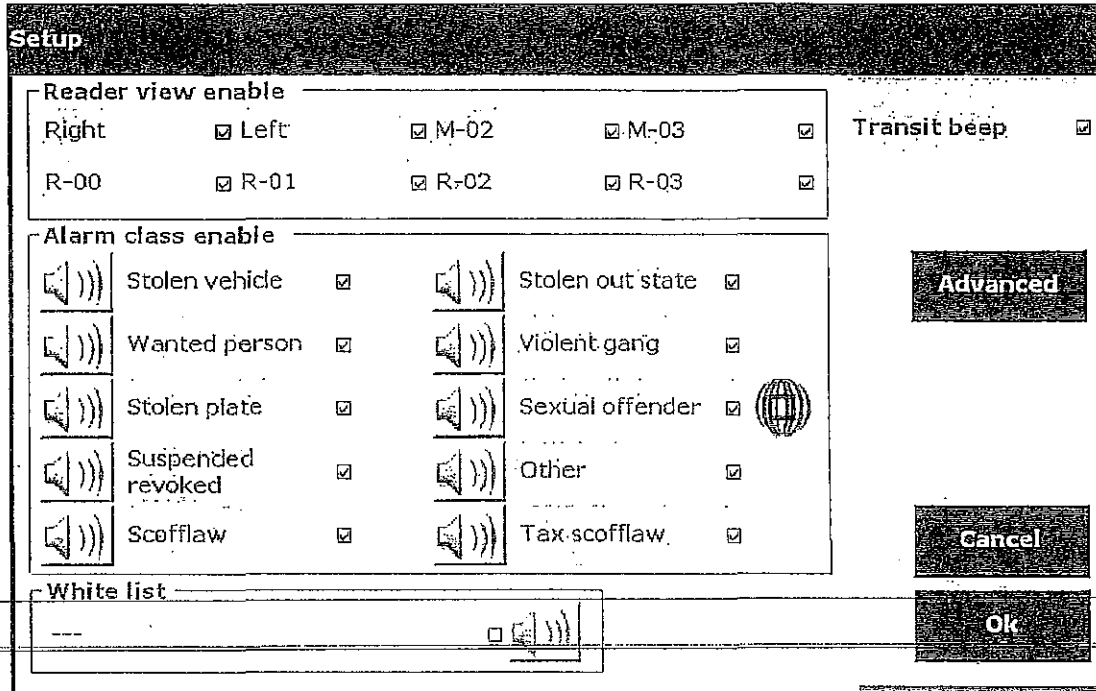 Setup
Reader view enable
Right Left M-02 M-03 Transit beep
R-00 R-01 R-02 R-03
Alarm class enable
Stolen vehicle Stolen out state Advanced
Wanted person Violent gang
Stolen plate Sexual offender
Suspended
revoked Other
Scofflaw Tax scofflaw Cancel
White list
--- Ok